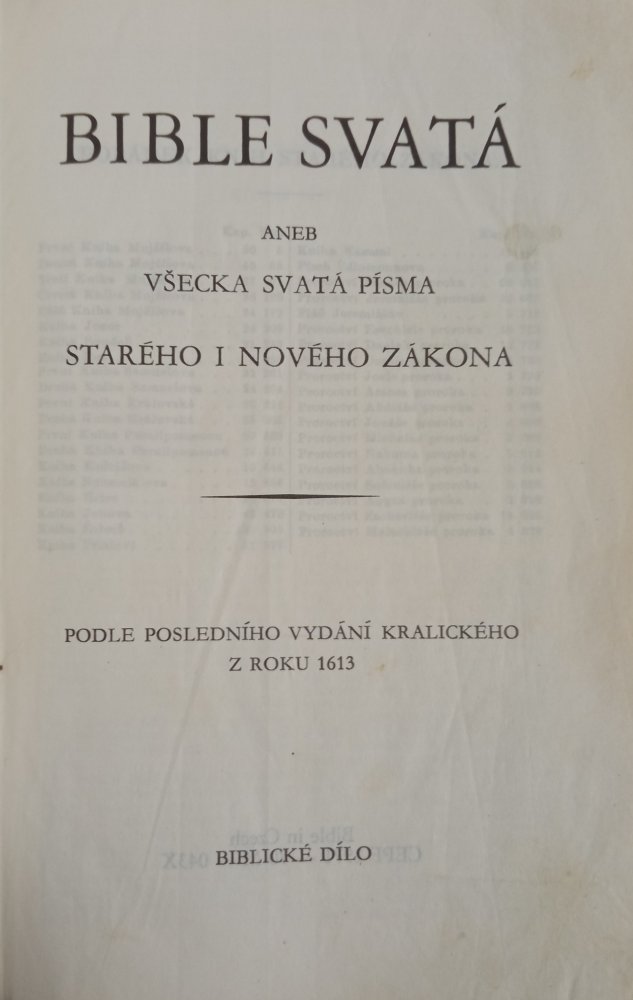 BIBLE SVATÁ
ANEB
VŠECKA SVATÁ PÍSMA
STARÉHO I NOVÉHO ZÁKONA
PODLE POSLEDNÍHO VYDÁNÍ KRALICKÉHO
Z ROKU 1613
BIBLICKÉ DÍLO